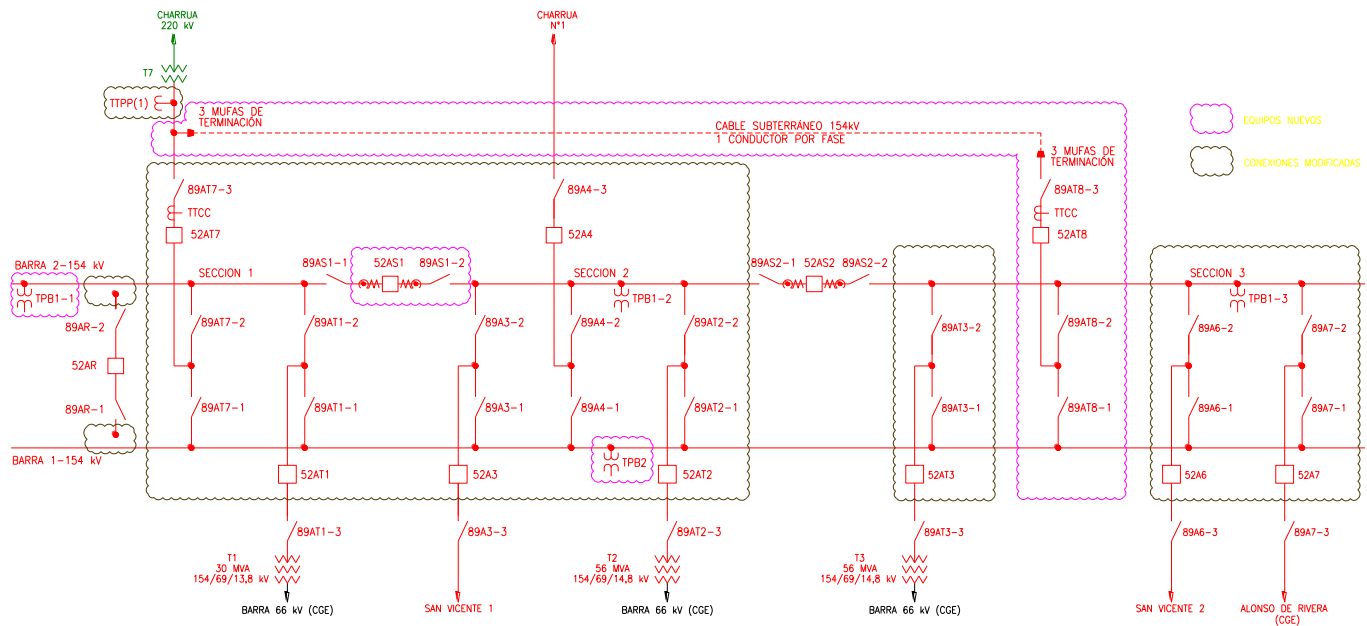 CHARRUA
220 kV
CHARRUA
N°1
T7
TTPP(1)
3 MUFAS DE
TERMINACIÓN
CABLE SUBTERRÁNEO 154kV
1 CONDUCTOR POR FASE
3 MUFAS DE
TERMINACIÓN
EQUIPOS NUEVOS
CONEXIONES MODIFICADAS
89AT7-3
TTCC
52AT7
89A4-3
52A4
89AT8-3
TTCC
52AT8
BARRA 2-154 kV
SECCION 1
89AS1-1
52AS1
89AS1-2
SECCION 2
89AS2-1
52AS2
89AS2-2
SECCION 3
TPB1-1
TPB1-2
TPB1-3
89AR-2
89AT7-2
89AT1-2
89A3-2
89A4-2
89AT2-2
89AT3-2
89AT8-2
89A6-2
89A7-2
52AR
89AR-1
89AT7-1
89AT1-1
89A3-1
89A4-1
89AT2-1
89AT3-1
89AT8-1
89A6-1
89A7-1
BARRA 1-154 kV
TPB2
52AT1
52A3
52AT2
52AT3
52A6
52A7
89AT1-3
89A3-3
89AT2-3
89AT3-3
89A6-3
89A7-3
T1
30 MVA
154/69/13,8 kV
T2
56 MVA
154/69/14,8 kV
T3
56 MVA
154/69/14,8 kV
BARRA 66 kV (CGE)
SAN VICENTE 1
BARRA 66 kV (CGE)
BARRA 66 kV (CGE)
SAN VICENTE 2
ALONSO DE RIVERA
(CGE)